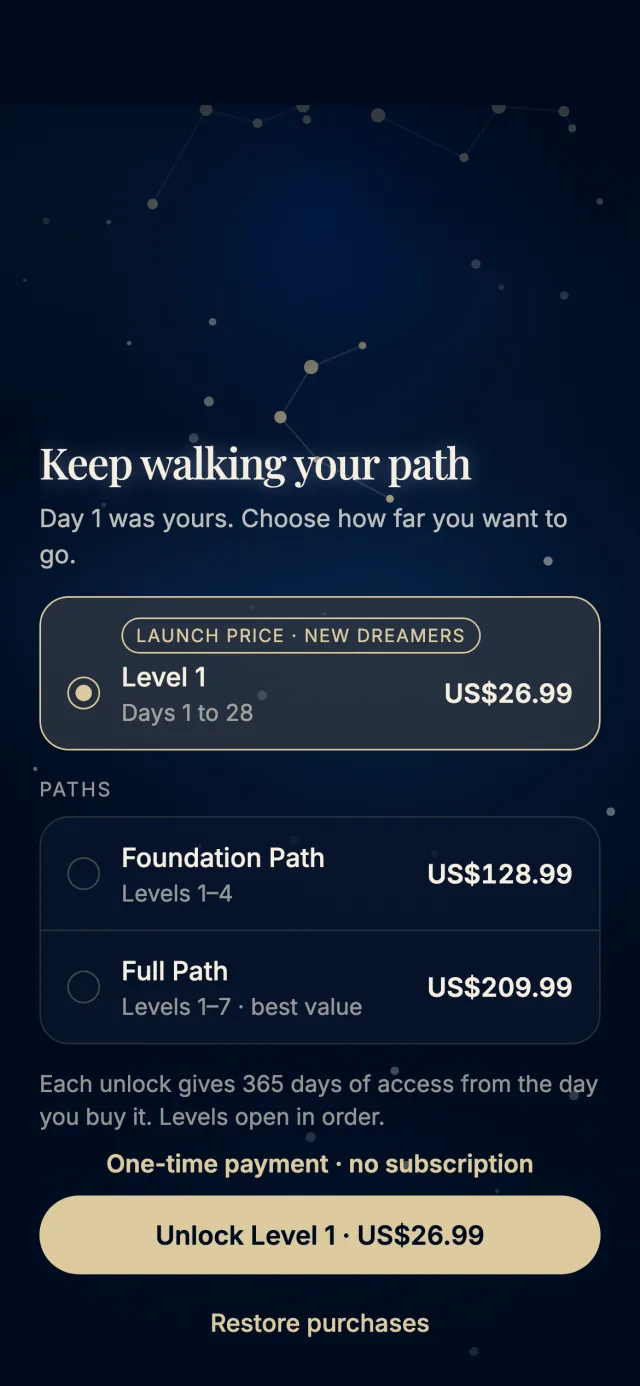 Keep walking your path
Day 1 was yours. Choose how far you want to
go.
LAUNCH PRICE · NEW DREAMERS
Level 1
US$26.99
Days 1 to 28
PATHS
Foundation Path
US$128.99
Levels 1–4
Full Path
US$209.99
Levels 1–7 · best value
Each unlock gives 365 days of access from the day
you buy it. Levels open in order.
One-time payment · no subscription
Unlock Level 1 · US$26.99
Restore purchases